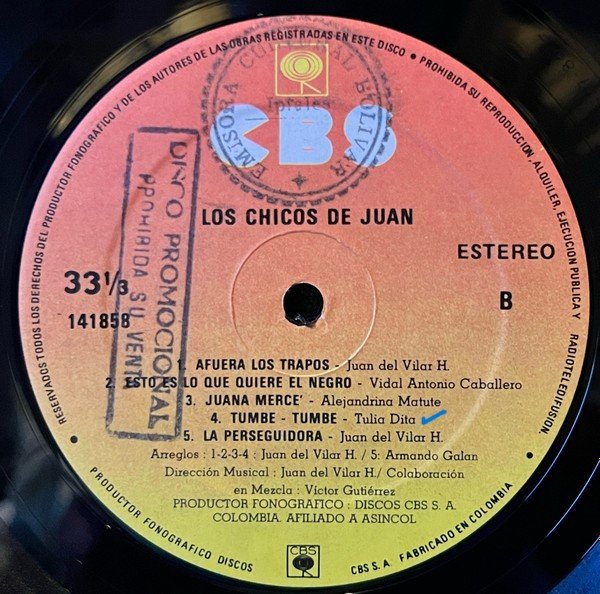 RESERVADOS TODOS LOS DERECHOS DEL PRODUCTOR FONOGRAFICO Y DE LOS AUTORES DE LAS OBRAS REGISTRADAS EN ESTE DISCO • PROHIBIDA SU REPRODUCCION, ALQUILER, EJECUCION PUBLICA Y RADIOTELEDIFUSION.
EMISORA CULTURAL BOLIVAR
CBS
DISCO PROMOCIONAL
PROHIBIDA SU VENTA
LOS CHICOS DE JUAN
ESTEREO
33⅓
B
141858
1. AFUERA LOS TRAPOS - Juan del Vilar H.
2. ESTO ES LO QUE QUIERE EL NEGRO - Vidal Antonio Caballero
3. JUANA MERCE' - Alejandrina Matute
4. TUMBE - TUMBE - Tulia Dita
5. LA PERSEGUIDORA - Juan del Vilar H.
Arreglos : 1-2-3-4 : Juan del Vilar H. / 5: Armando Galan
Dirección Musical : Juan del Vilar H./ Colaboración
en Mezcla : Víctor Gutiérrez
PRODUCTOR FONOGRAFICO : DISCOS CBS S. A.
COLOMBIA. AFILIADO A ASINCOL
CBS
PRODUCTOR FONOGRAFICO DISCOS CBS S. A. FABRICADO EN COLOMBIA